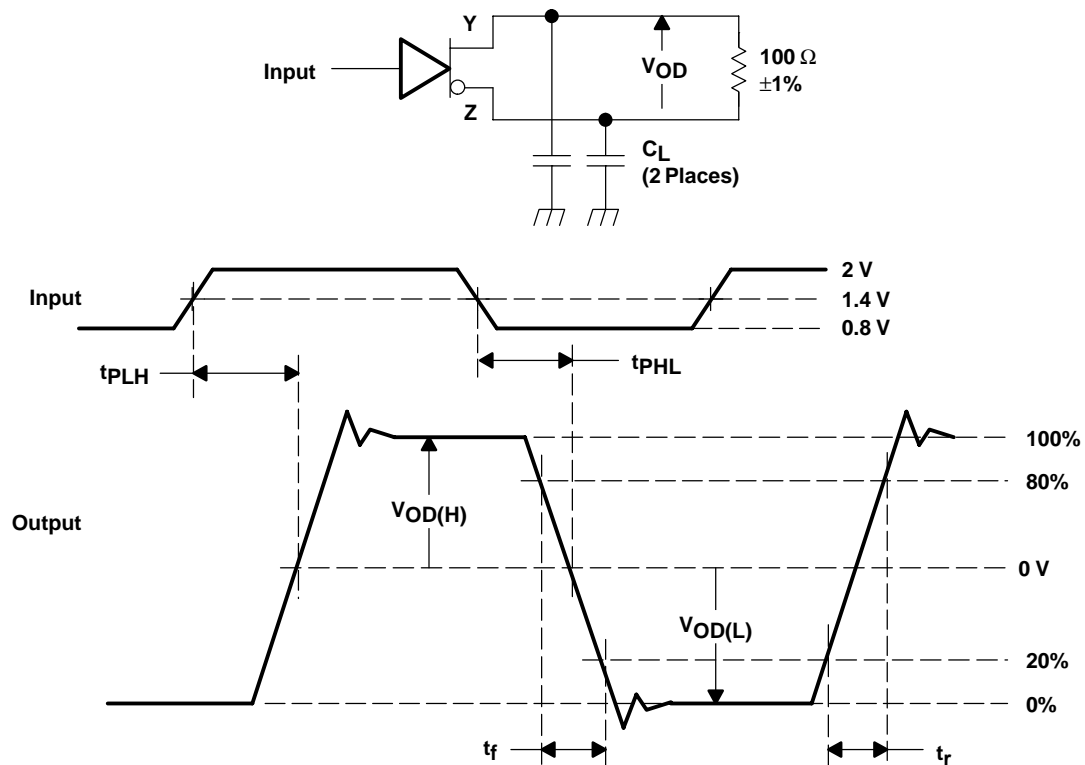 Y
Input
Z
VOD
100 Ω
±1%
CL
(2 Places)
Input
2 V
1.4 V
0.8 V
tPLH
tPHL
Output
VOD(H)
VOD(L)
100%
80%
0 V
20%
0%
tf
tr